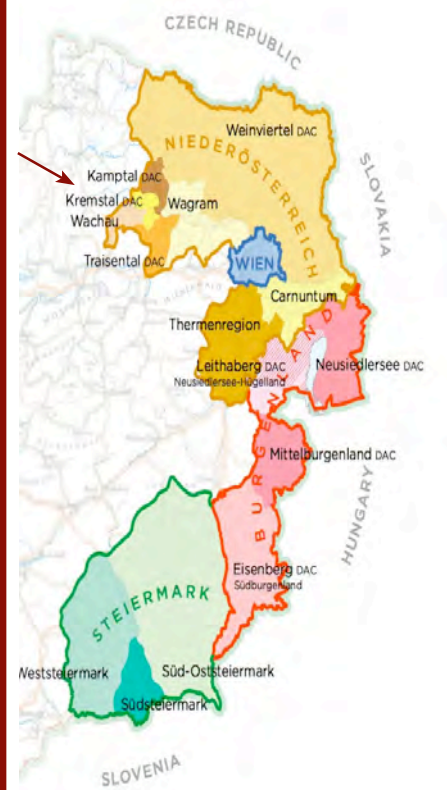 CZECH REPUBLIC
Weinviertel DAC
NIEDERÖSTERREICH
SLOVAKIA
Kamptal DAC
Kremstal DAC
Wagram
Wachau
Traisental DAC
WIEN
Carnuntum
Thermenregion
Leithaberg DAC
Neusiedlersee-Hügelland
Neusiedlersee DAC
BURGENLAND
Mittelburgenland DAC
HUNGARY
Eisenberg DAC
Südburgenland
STEIERMARK
Weststeiermark
Süd-Oststeiermark
Südsteiermark
SLOVENIA